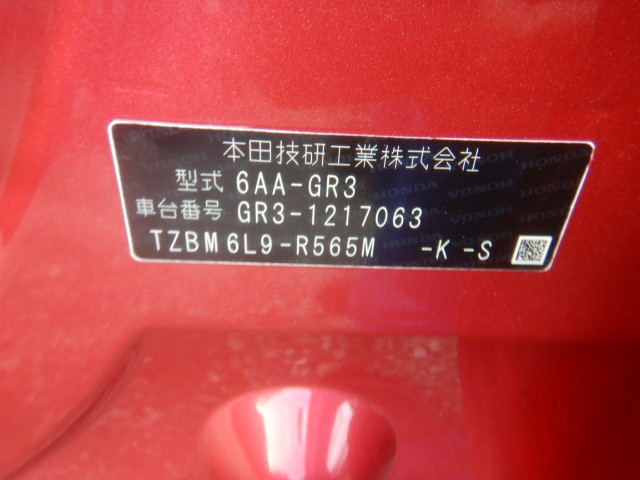 本田技研工業株式会社
型式 6AA-GR3
車台番号 GR3-1217063
TZBM6L9-R565M -K -S